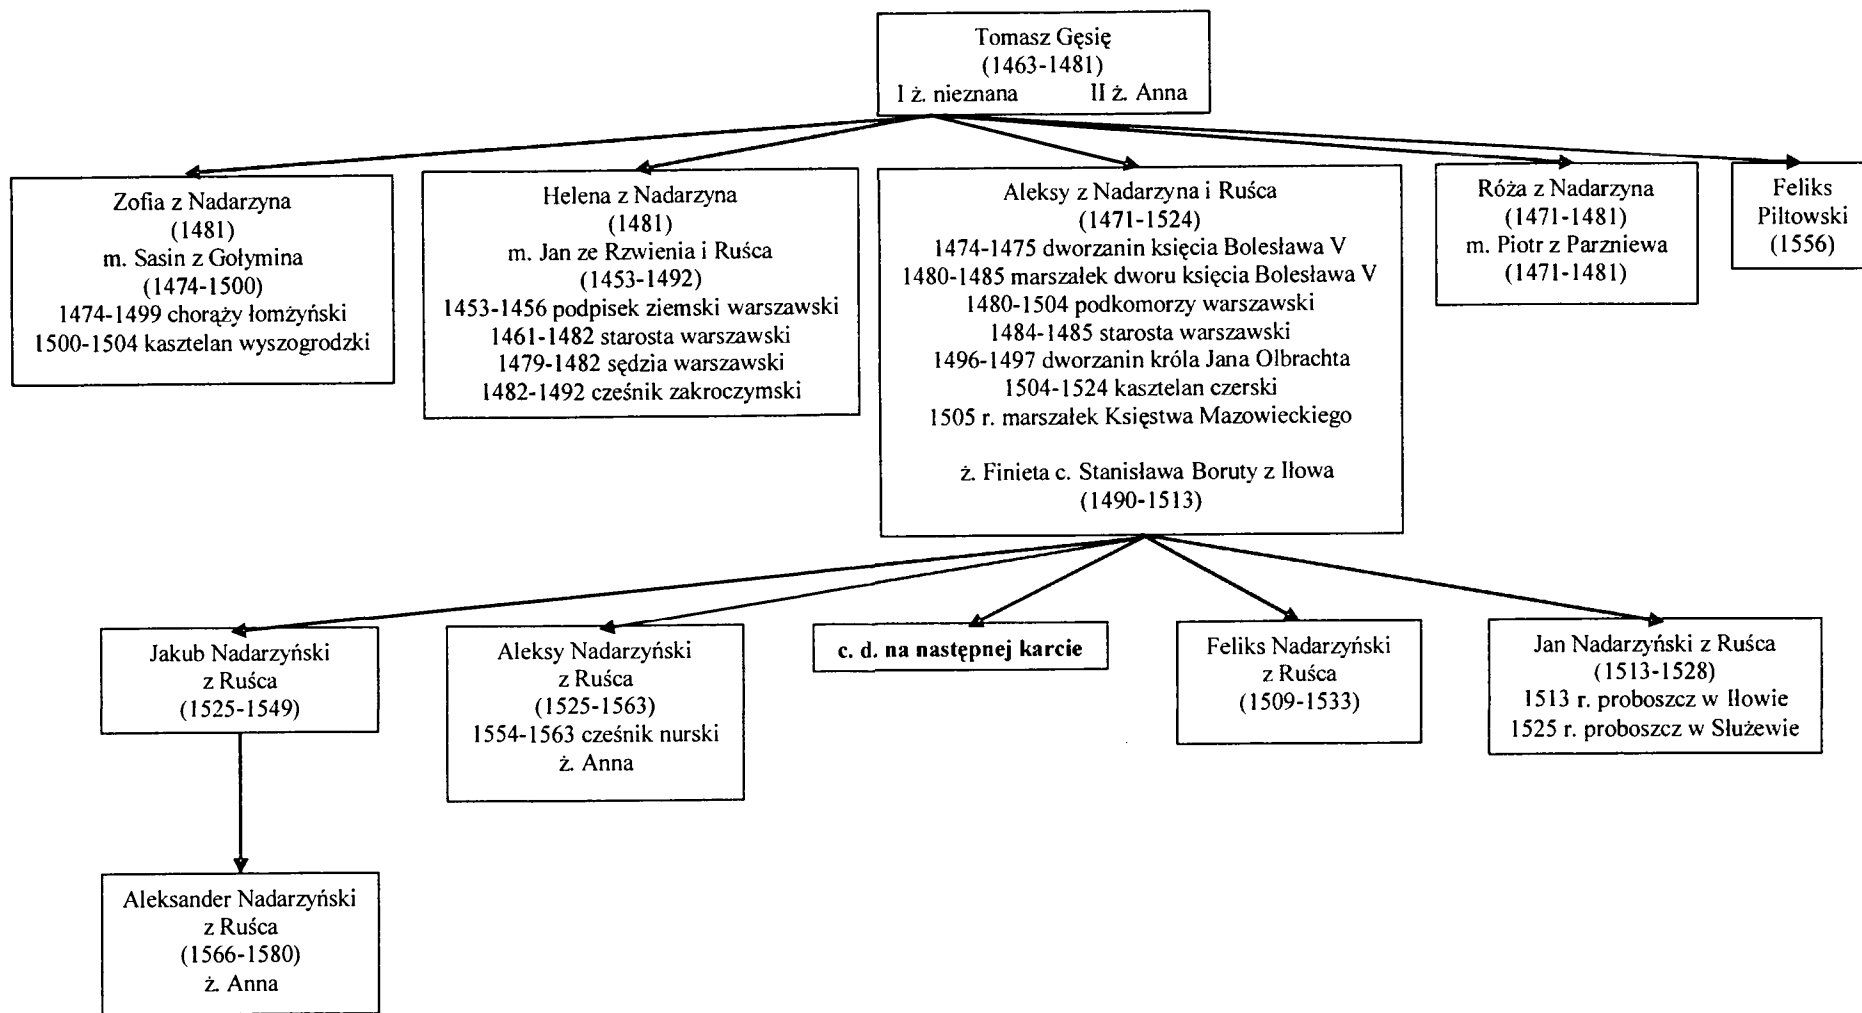 Tomasz Gęsię
(1463-1481)
I ż. nieznana II ż. Anna
Zofia z Nadarzyna
(1481)
m. Sasin z Gołymina
(1474-1500)
1474-1499 chorąży łomżyński
1500-1504 kasztelan wyszogrodzki
Helena z Nadarzyna
(1481)
m. Jan ze Rzwienia i Ruśca
(1453-1492)
1453-1456 podpisek ziemski warszawski
1461-1482 starosta warszawski
1479-1482 sędzia warszawski
1482-1492 cześnik zakroczymski
Aleksy z Nadarzyna i Ruśca
(1471-1524)
1474-1475 dworzanin księcia Bolesława V
1480-1485 marszałek dworu księcia Bolesława V
1480-1504 podkomorzy warszawski
1484-1485 starosta warszawski
1496-1497 dworzanin króla Jana Olbrachta
1504-1524 kasztelan czerski
1505 r. marszałek Księstwa Mazowieckiego
ż. Finieta c. Stanisława Boruty z Iłowa
(1490-1513)
Róża z Nadarzyna
(1471-1481)
m. Piotr z Parzniewa
(1471-1481)
Feliks
Piltowski
(1556)
Jakub Nadarzyński
z Ruśca
(1525-1549)
Aleksy Nadarzyński
z Ruśca
(1525-1563)
1554-1563 cześnik nurski
ż. Anna
c. d. na następnej karcie
Feliks Nadarzyński
z Ruśca
(1509-1533)
Jan Nadarzyński z Ruśca
(1513-1528)
1513 r. proboszcz w Iłowie
1525 r. proboszcz w Służewie
Aleksander Nadarzyński
z Ruśca
(1566-1580)
ż. Anna